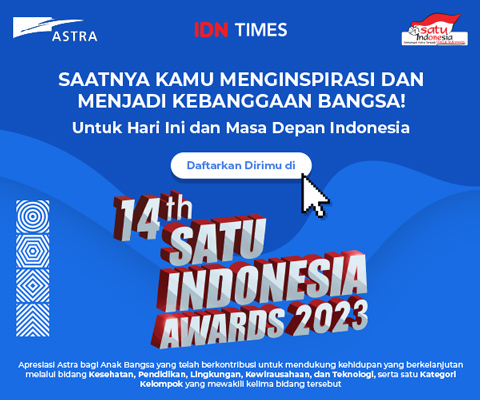 ASTRA
IDN TIMES
satu
indonesia
SAATNYA KAMU MENGINSPIRASI DAN
MENJADI KEBANGGAAN BANGSA!
Untuk Hari Ini dan Masa Depan Indonesia
Daftarkan Dirimu di
14th
SATU
INDONESIA
AWARDS 2023
Apresiasi Astra bagi Anak Bangsa yang telah berkontribusi untuk mendukung kehidupan yang berkelanjutan
melalui bidang Kesehatan, Pendidikan, Lingkungan, Kewirausahaan, dan Teknologi, serta satu Kategori
Kelompok yang mewakili kelima bidang tersebut